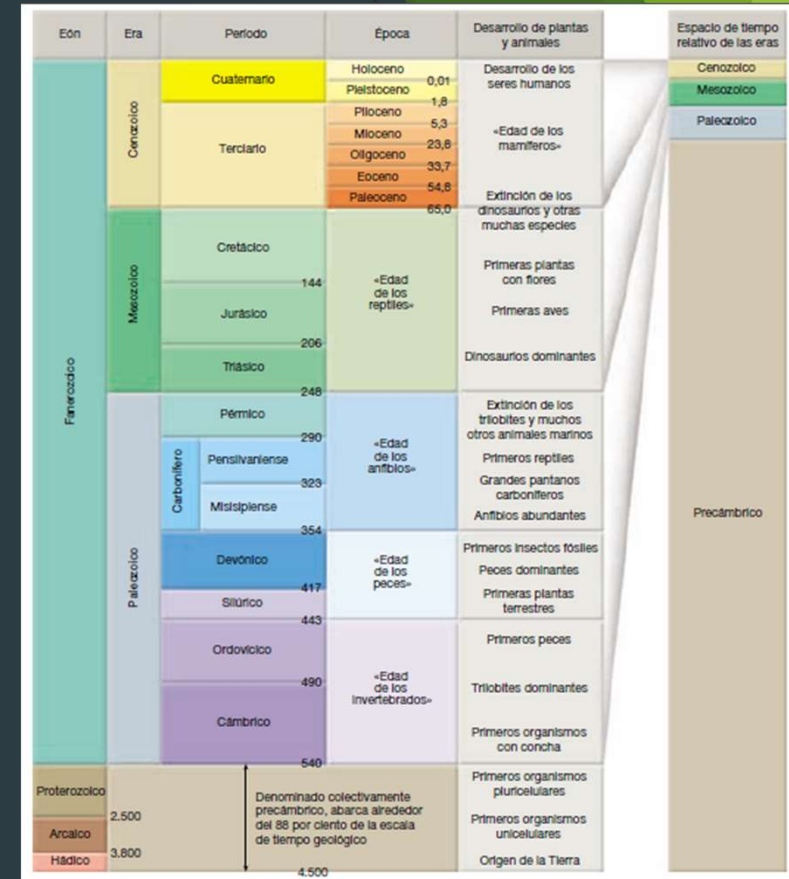 Eón
Era
Período
Época
Desarrollo de plantas
y animales
Espacio de tiempo
relativo de las eras
Fanerozoico
Cenozoico
Cuaternario
Holoceno
0,01
Pleistoceno
1,8
Desarrollo de los
seres humanos
Terciario
Plioceno
5,3
Mioceno
23,8
Oligoceno
33,7
Eoceno
54,8
Paleoceno
65,0
«Edad de los
mamíferos»
Extinción de los
dinosaurios y otras
muchas especies
Mesozoico
Cretácico
144
Jurásico
206
Triásico
248
«Edad
de los
reptiles»
Primeras plantas
con flores
Primeras aves
Dinosaurios dominantes
Paleozoico
Pérmico
290
Carbonífero
Pensilvaniense
323
Misisipiense
354
«Edad
de los
anfibios»
Extinción de los
trilobites y muchos
otros animales marinos
Primeros reptiles
Grandes pantanos
carboníferos
Anfibios abundantes
Devónico
417
Silúrico
443
«Edad
de los
peces»
Primeros insectos fósiles
Peces dominantes
Primeras plantas
terrestres
Ordovícico
490
Cámbrico
540
«Edad
de los
invertebrados»
Primeros peces
Trilobites dominantes
Primeros organismos
con concha
Proterozoico
2.500
Arcaico
3.800
Hádico
4.500
Denominado colectivamente
precámbrico, abarca alrededor
del 88 por ciento de la escala
de tiempo geológico
Primeros organismos
pluricelulares
Primeros organismos
unicelulares
Origen de la Tierra
Cenozoico
Mesozoico
Paleozoico
Precámbrico